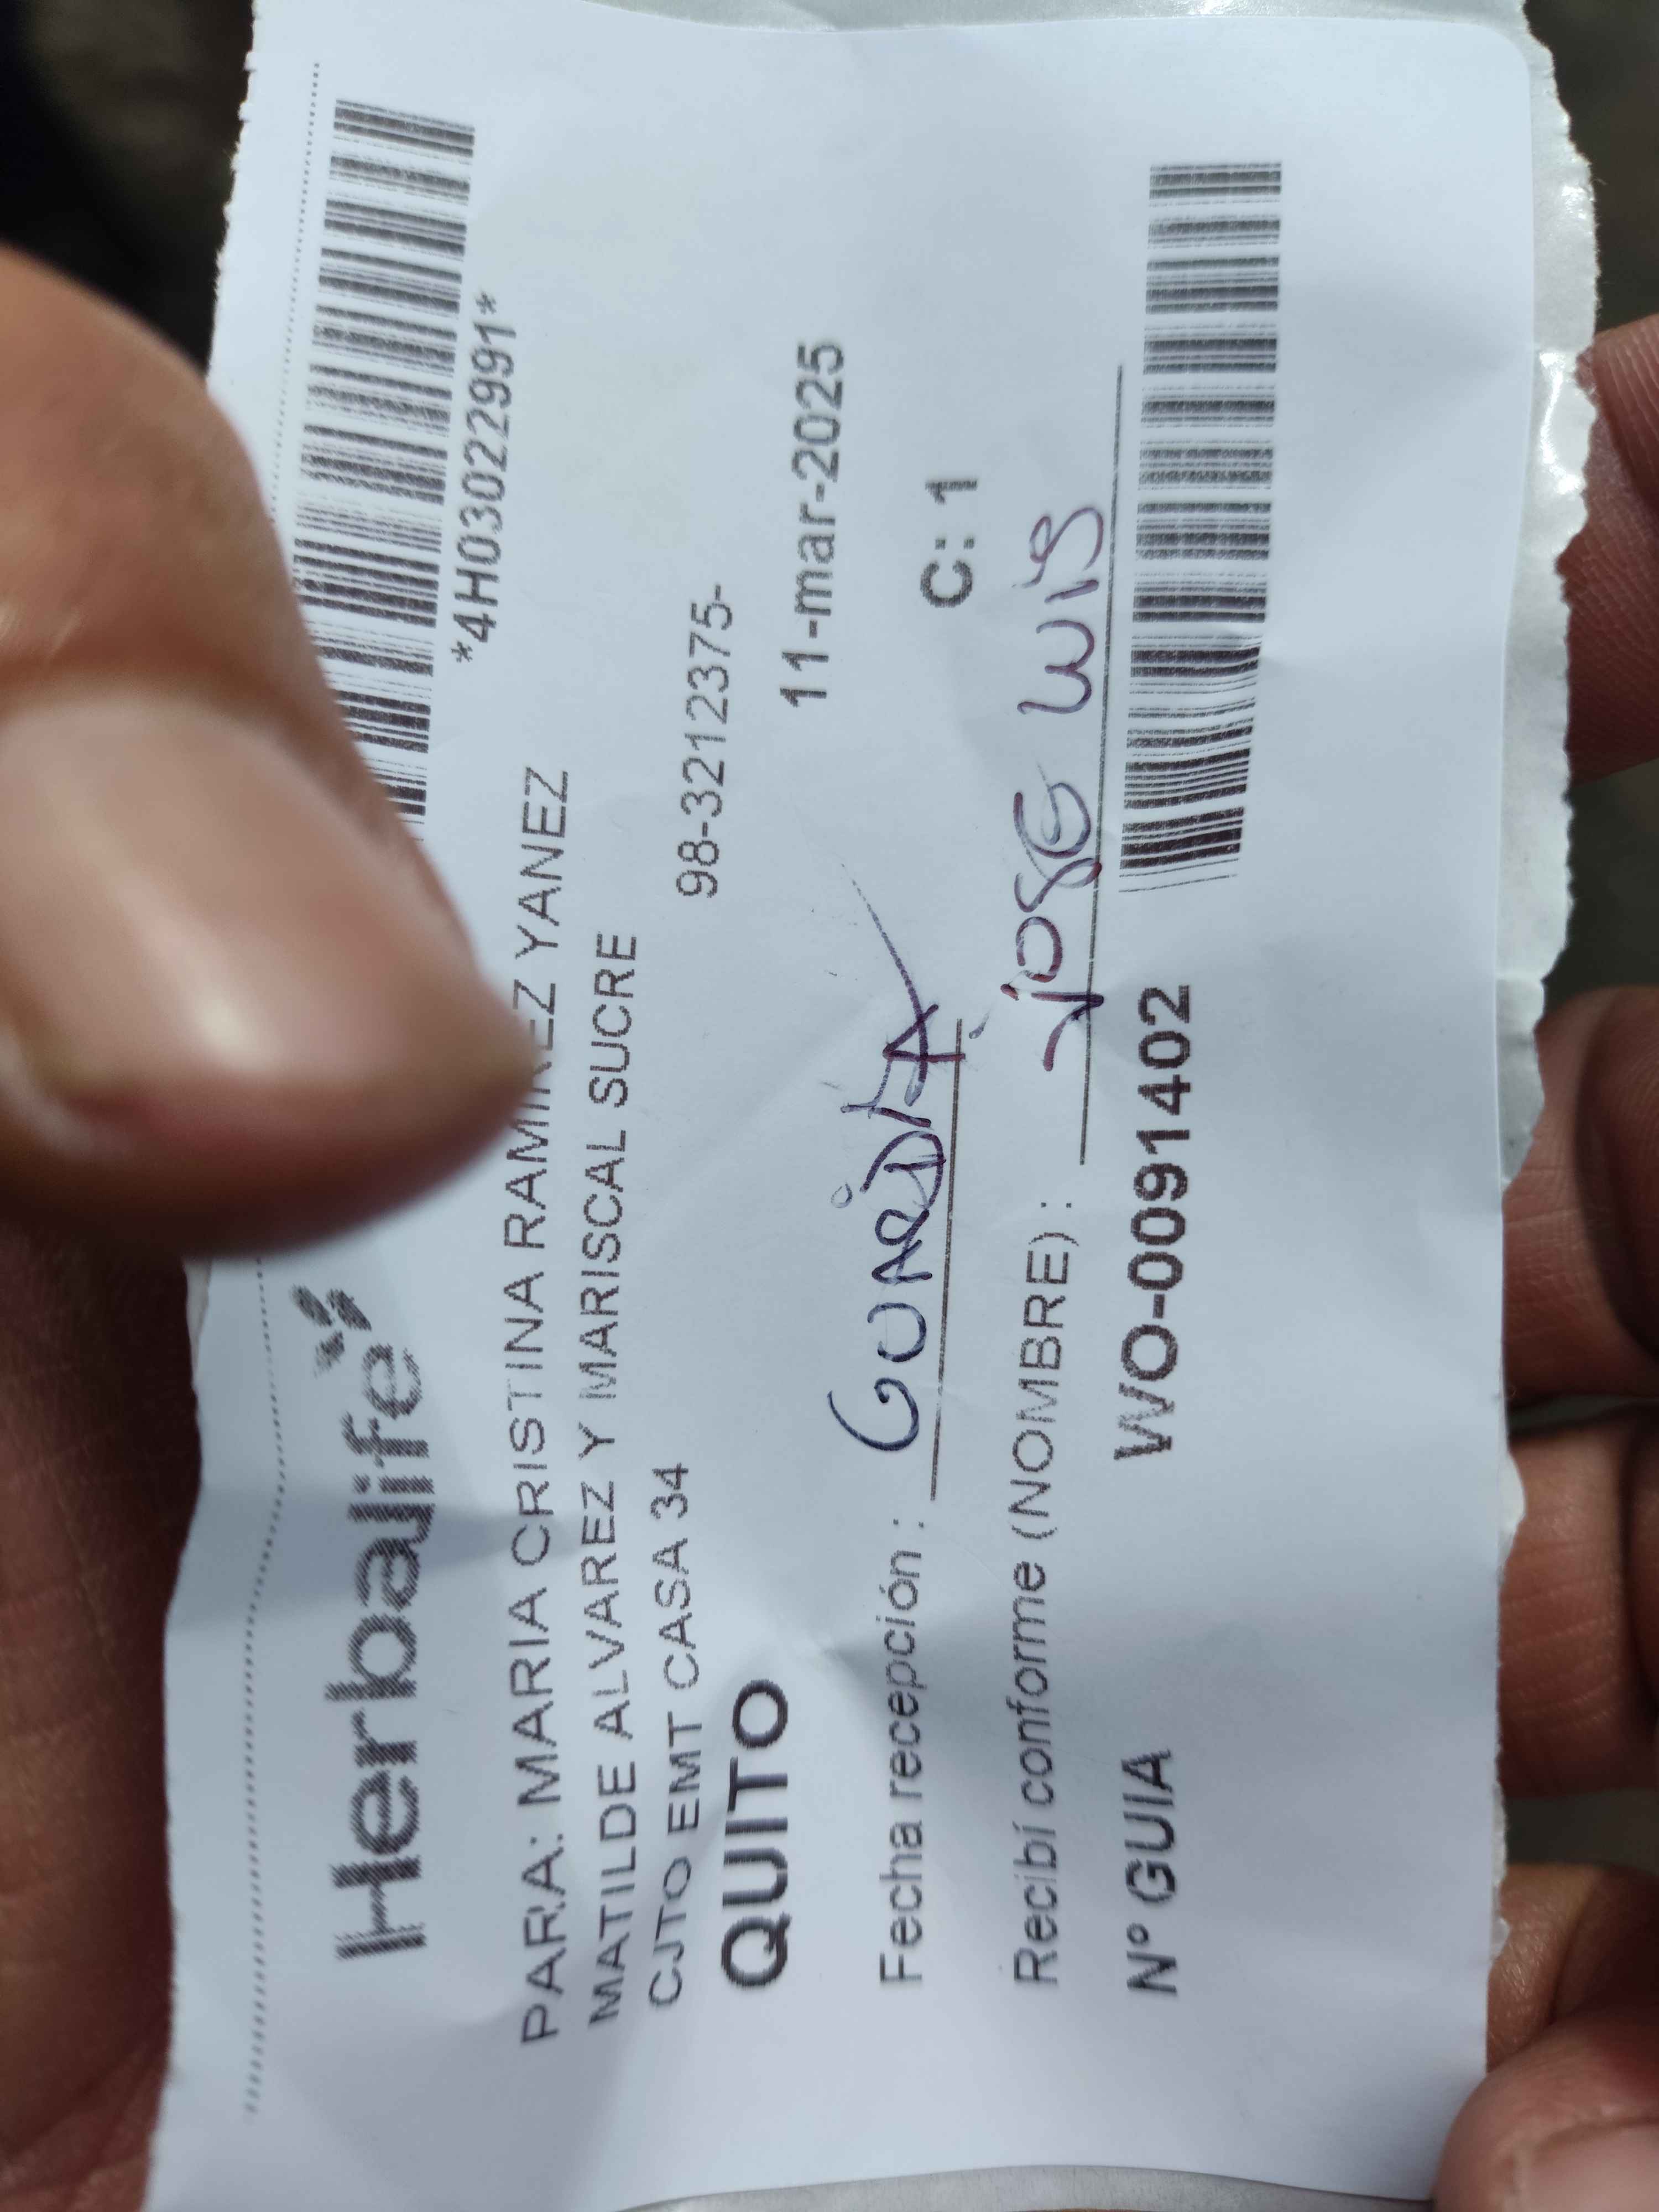 Herbalife
*4H03022991*
PARA: MARIA CRISTINA RAMIREZ YANEZ
MATILDE ALVAREZ Y MARISCAL SUCRE
CJTO EMT CASA 34
98-3212375-
QUITO
11-mar-2025
Fecha recepción : GUARDIA
C: 1
Recibí conforme (NOMBRE) : JOSE LUIS
Nº GUIA WO-0091402